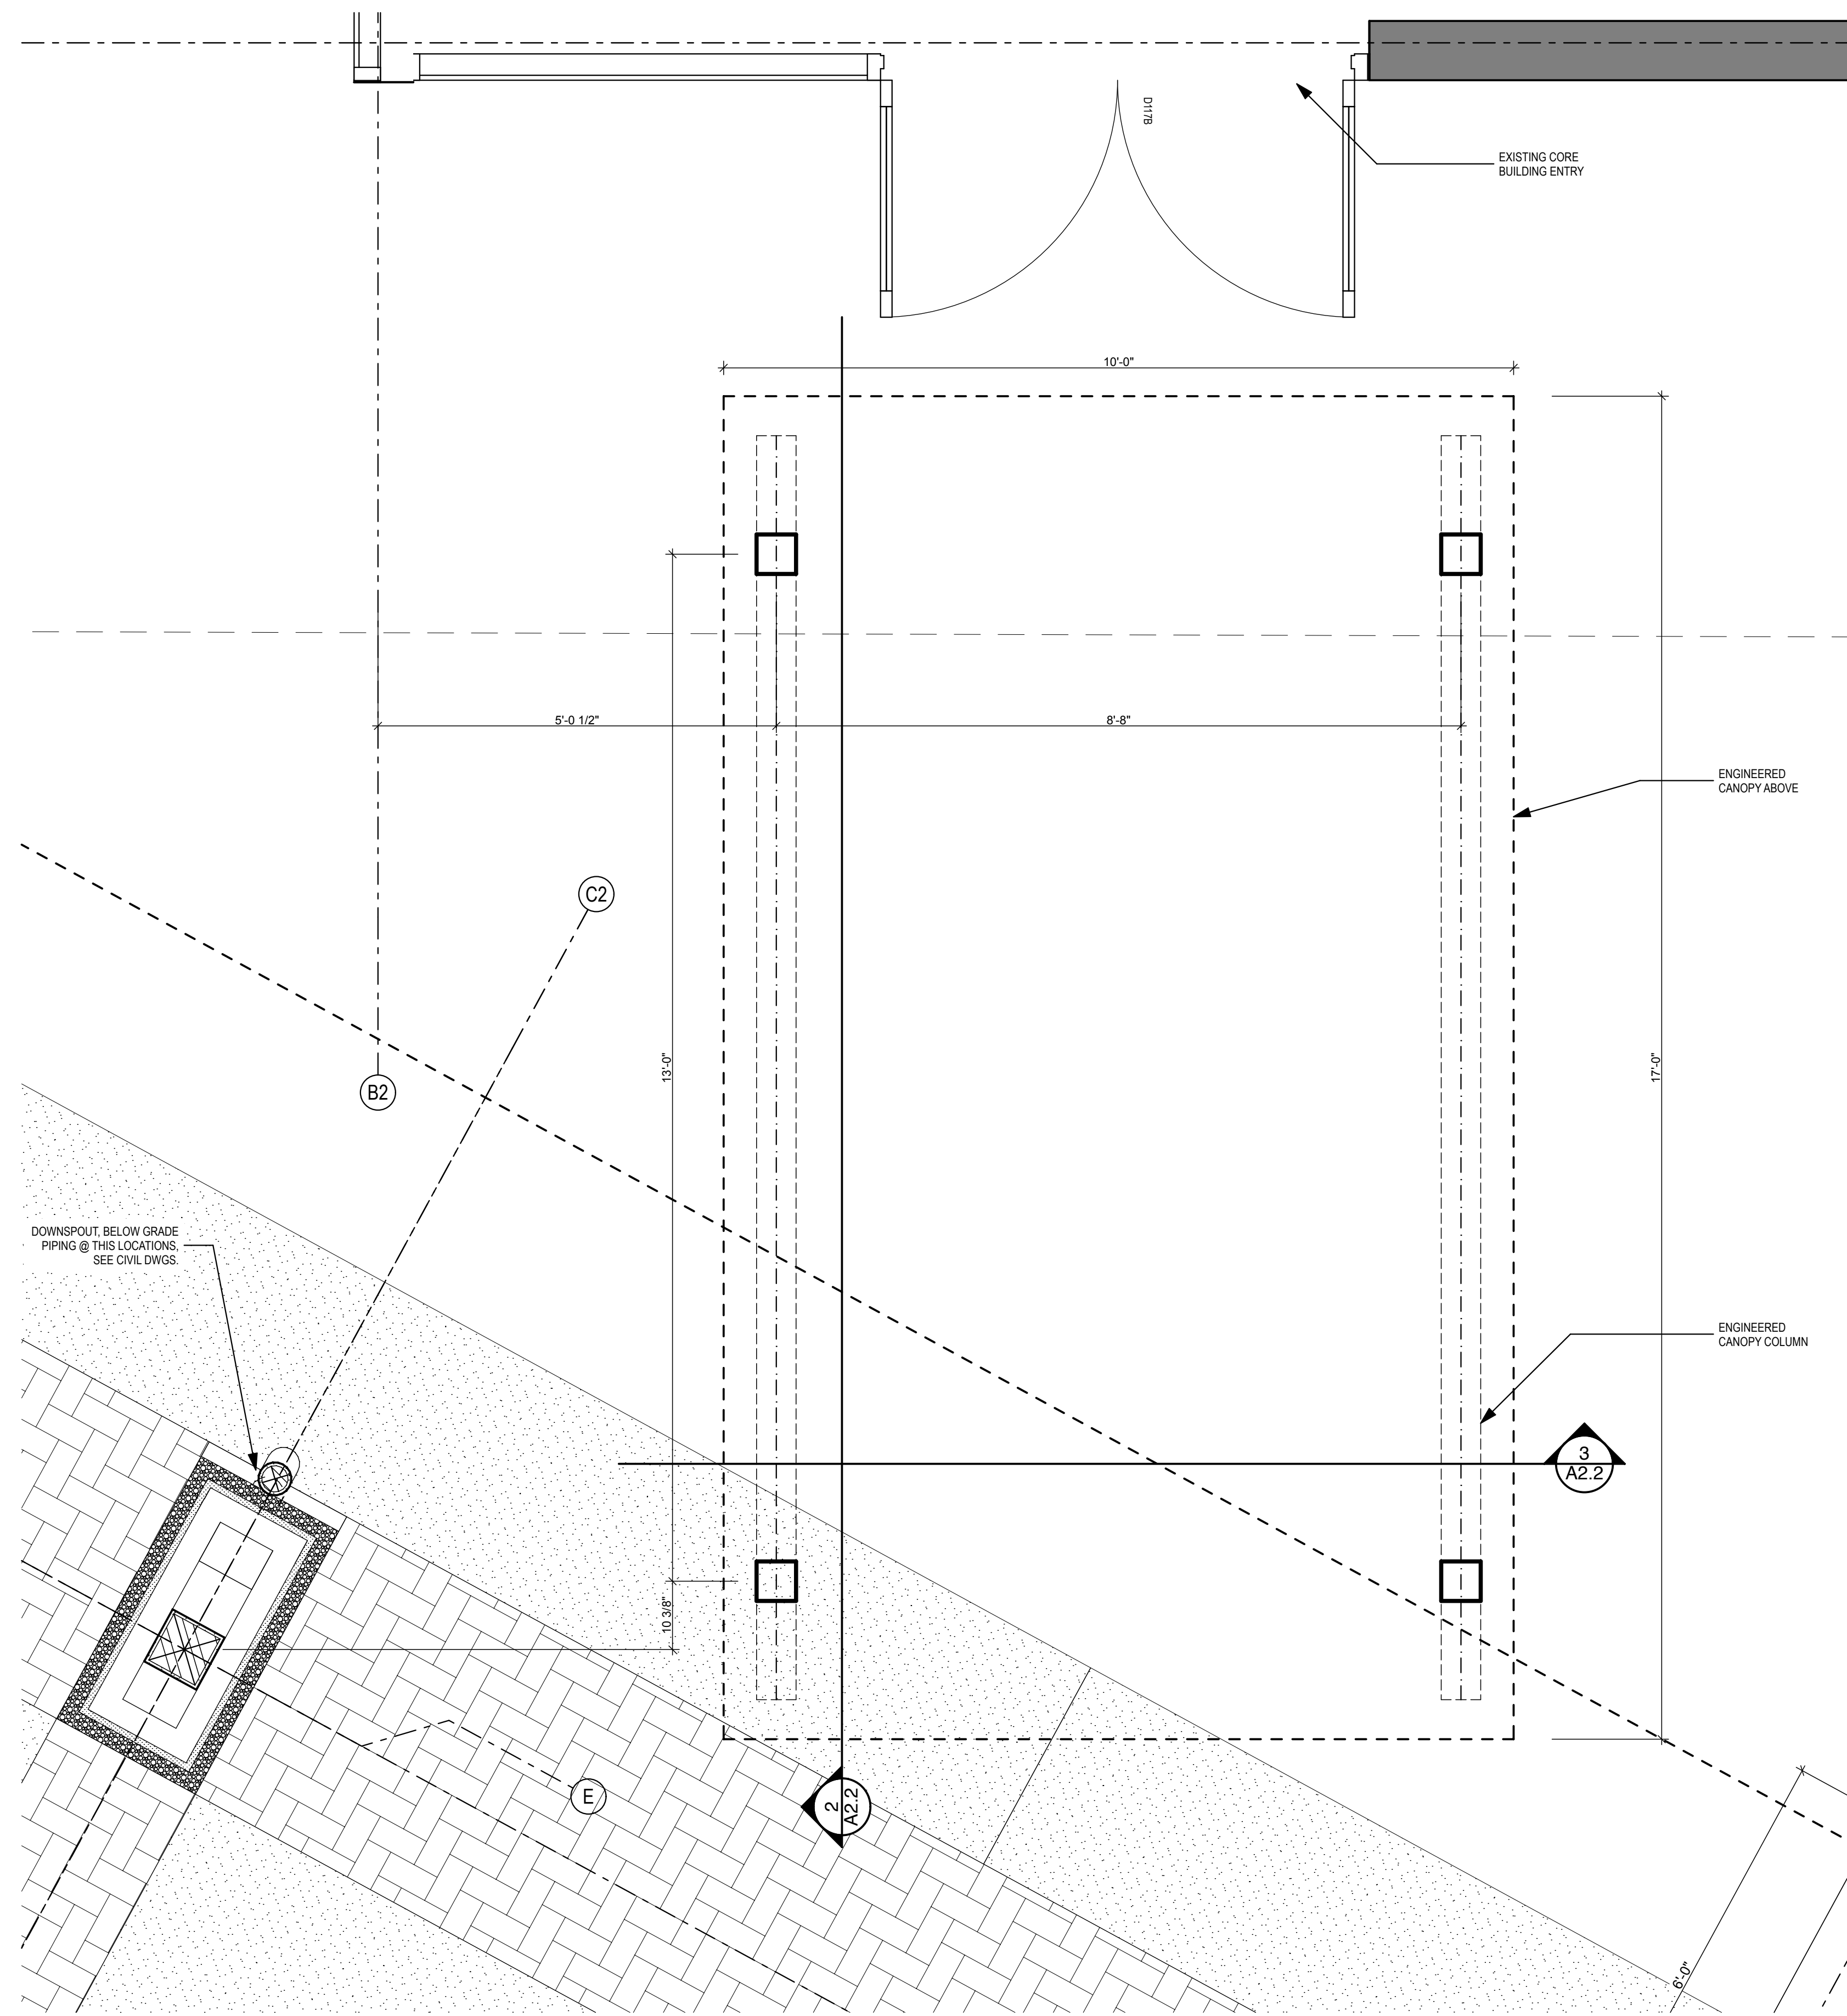 D117B
EXISTING CORE
BUILDING ENTRY
10'-0"
5'-0 1/2"
8'-8"
ENGINEERED
CANOPY ABOVE
C2
13'-0"
17'-0"
B2
DOWNSPOUT, BELOW GRADE
PIPING @ THIS LOCATIONS,
SEE CIVIL DWGS.
ENGINEERED
CANOPY COLUMN
3
A2.2
10 3/8"
E
2
A2.2
6'-0"